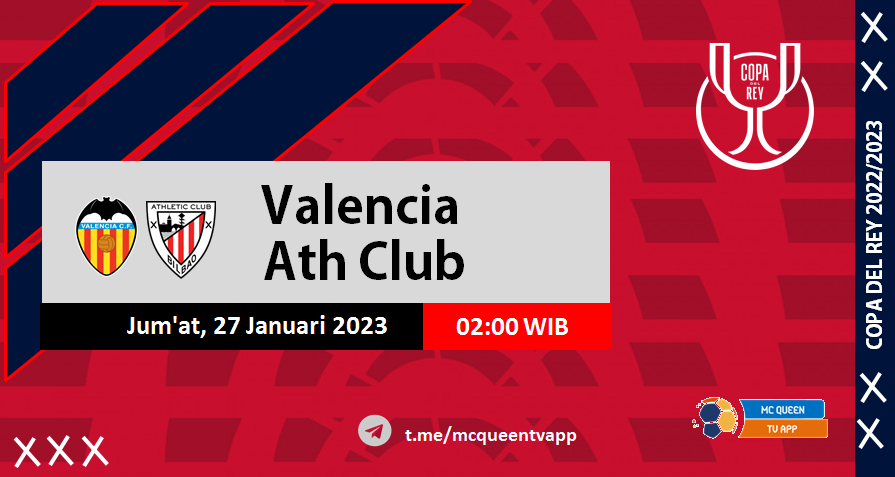 COPA
DEL
REY
COPA DEL REY 2022/2023
VALENCIA C.F.
ATHLETIC CLUB
BILBAO
Valencia
Ath Club
Jum'at, 27 Januari 2023
02:00 WIB
t.me/mcqueentvapp
MC QUEEN
TV APP